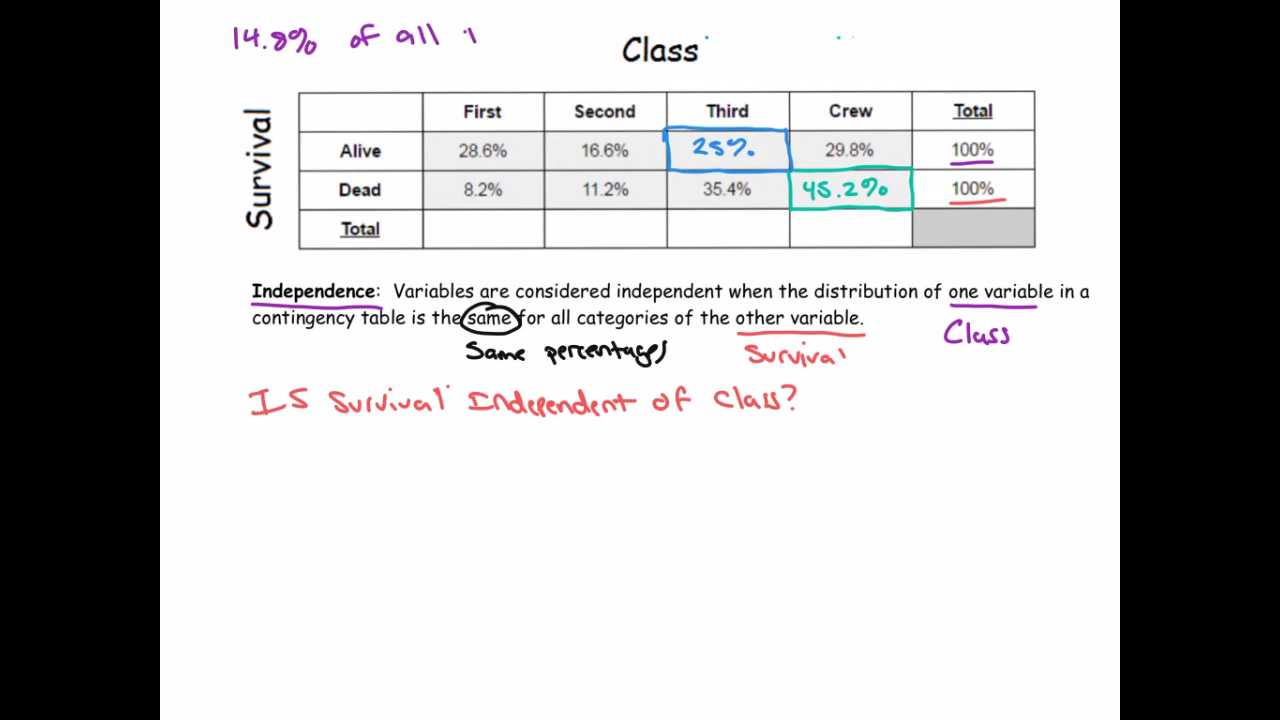 14.8% of all
Class
Survival
First Second Third Crew Total
Alive 28.6% 16.6% 25% 29.8% 100%
Dead 8.2% 11.2% 35.4% 45.2% 100%
Total
Independence: Variables are considered independent when the distribution of one variable in a
contingency table is the same for all categories of the other variable.
Class
Same percentages
Survival
Is Survival Independent of Class?